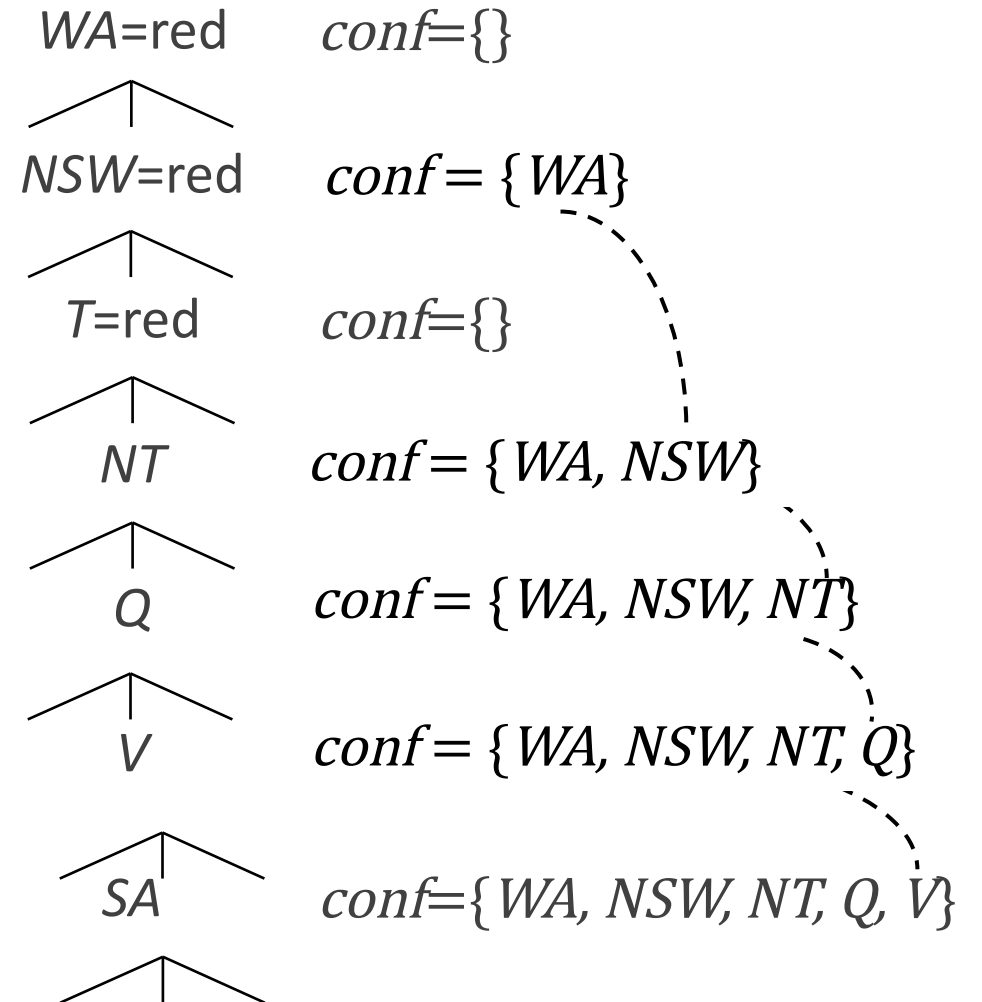 WA=red conf={}
NSW=red conf = {WA}
T=red conf={}
NT conf = {WA, NSW}
Q conf = {WA, NSW, NT}
V conf = {WA, NSW, NT, Q}
SA conf={WA, NSW, NT, Q, V}